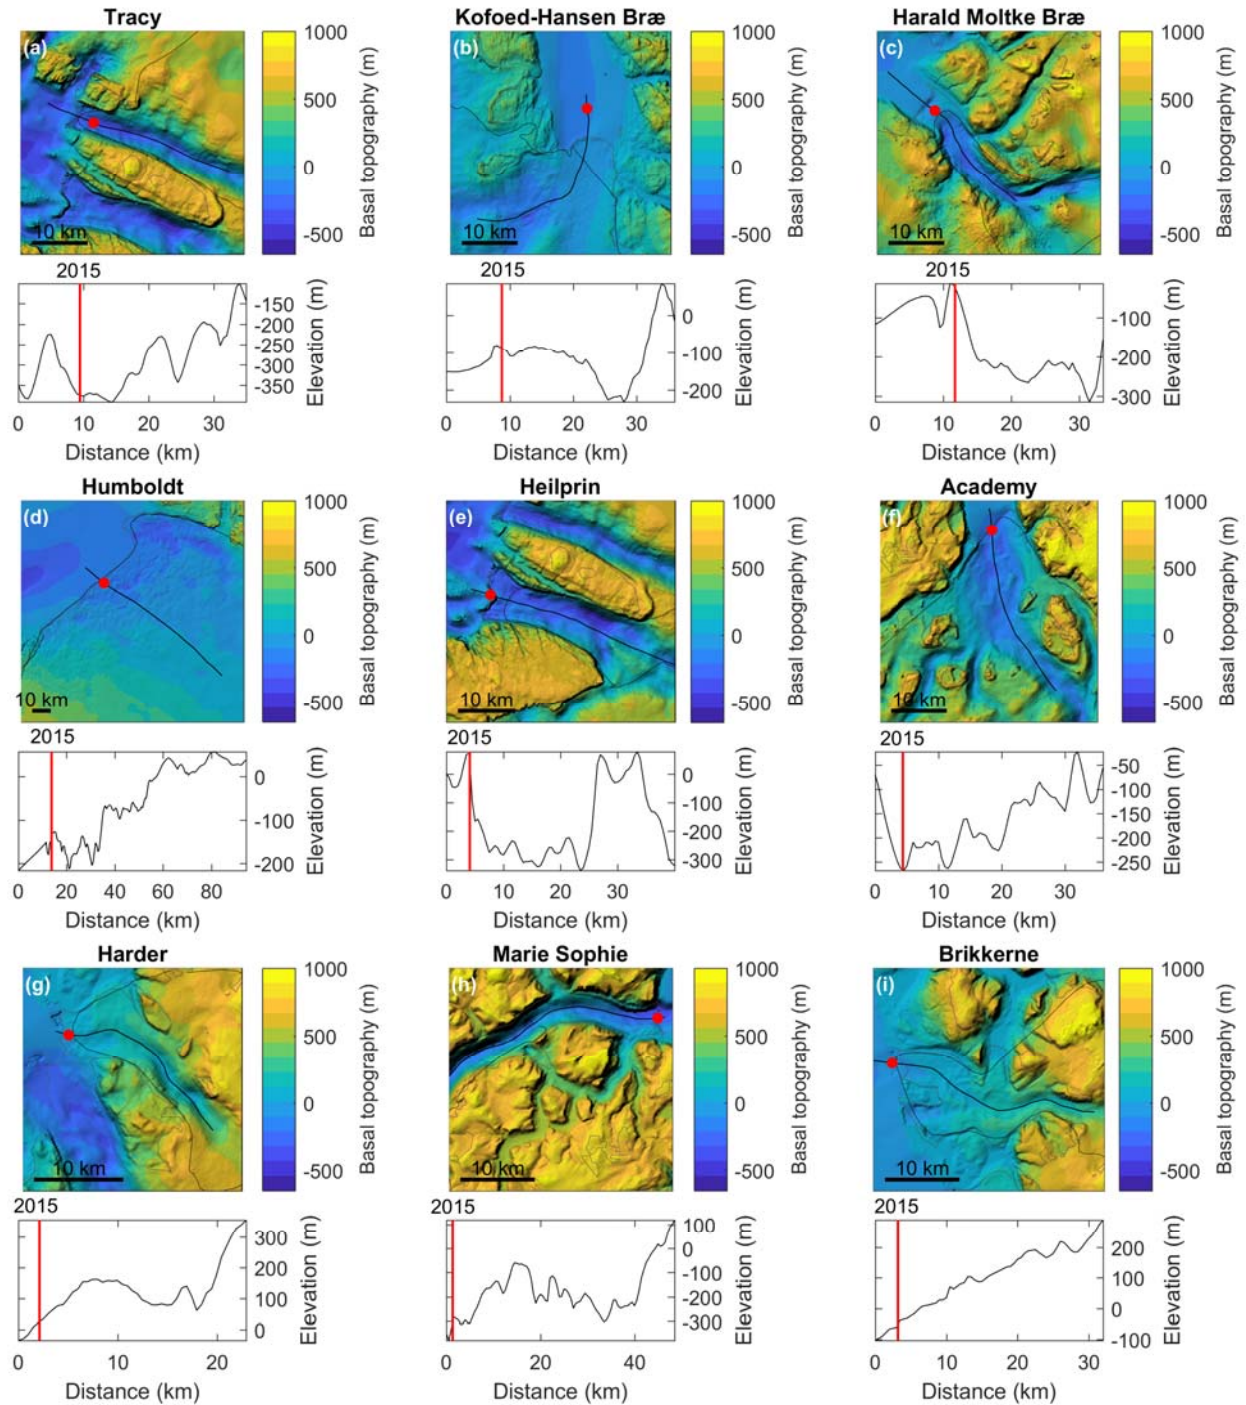 Tracy
(a)
1000
500
0
-500
Basal topography (m)
10 km
2015
-150
-200
-250
-300
-350
Elevation (m)
0 10 20 30
Distance (km)
Kofoed-Hansen Bræ
(b)
1000
500
0
-500
Basal topography (m)
10 km
2015
0
-100
-200
Elevation (m)
0 10 20 30
Distance (km)
Harald Moltke Bræ
(c)
1000
500
0
-500
Basal topography (m)
10 km
2015
-100
-200
-300
Elevation (m)
0 10 20 30
Distance (km)
Humboldt
(d)
1000
500
0
-500
Basal topography (m)
10 km
2015
0
-100
-200
Elevation (m)
0 20 40 60 80
Distance (km)
Heilprin
(e)
1000
500
0
-500
Basal topography (m)
10 km
2015
0
-100
-200
-300
Elevation (m)
0 10 20 30
Distance (km)
Academy
(f)
1000
500
0
-500
Basal topography (m)
10 km
2015
-50
-100
-150
-200
-250
Elevation (m)
0 10 20 30
Distance (km)
Harder
(g)
1000
500
0
-500
Basal topography (m)
10 km
2015
300
200
100
0
Elevation (m)
0 10 20
Distance (km)
Marie Sophie
(h)
1000
500
0
-500
Basal topography (m)
10 km
2015
100
0
-100
-200
-300
Elevation (m)
0 20 40
Distance (km)
Brikkerne
(i)
1000
500
0
-500
Basal topography (m)
10 km
2015
200
100
0
-100
Elevation (m)
0 10 20 30
Distance (km)